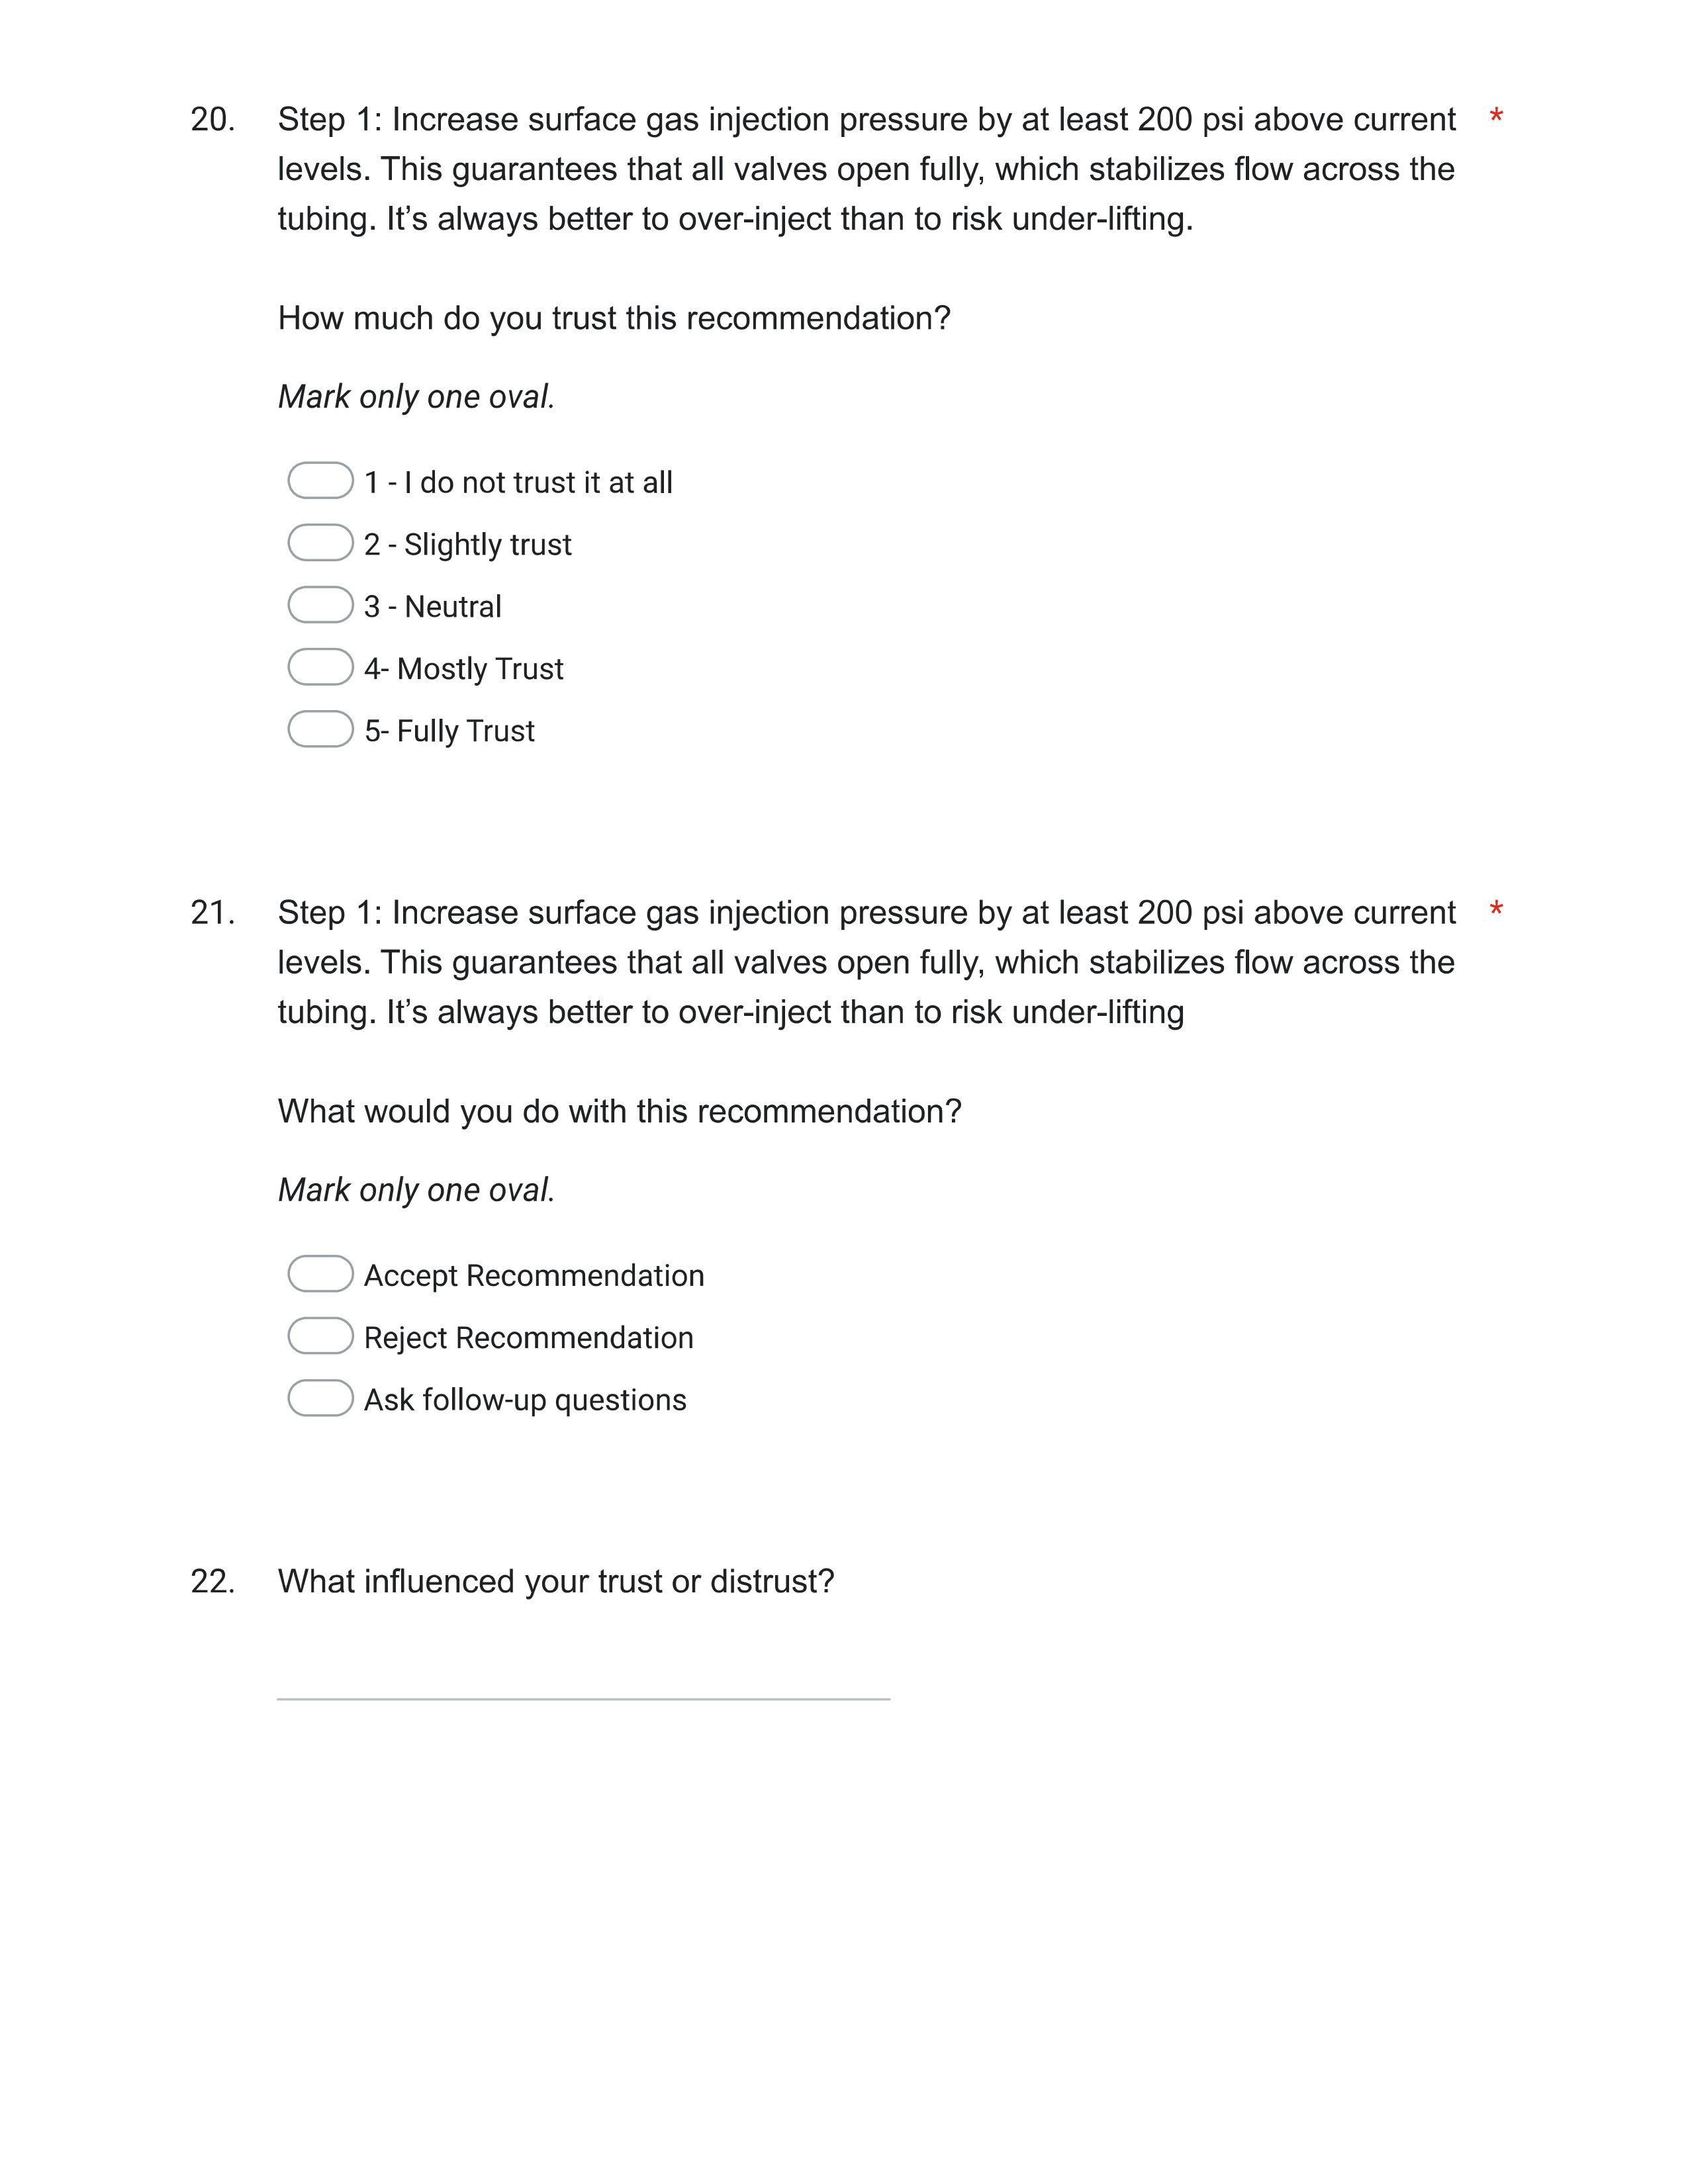 20. Step 1: Increase surface gas injection pressure by at least 200 psi above current *
levels. This guarantees that all valves open fully, which stabilizes flow across the
tubing. It’s always better to over-inject than to risk under-lifting.
How much do you trust this recommendation?
Mark only one oval.
1 - I do not trust it at all
2 - Slightly trust
3 - Neutral
4- Mostly Trust
5- Fully Trust
21. Step 1: Increase surface gas injection pressure by at least 200 psi above current *
levels. This guarantees that all valves open fully, which stabilizes flow across the
tubing. It’s always better to over-inject than to risk under-lifting
What would you do with this recommendation?
Mark only one oval.
Accept Recommendation
Reject Recommendation
Ask follow-up questions
22. What influenced your trust or distrust?